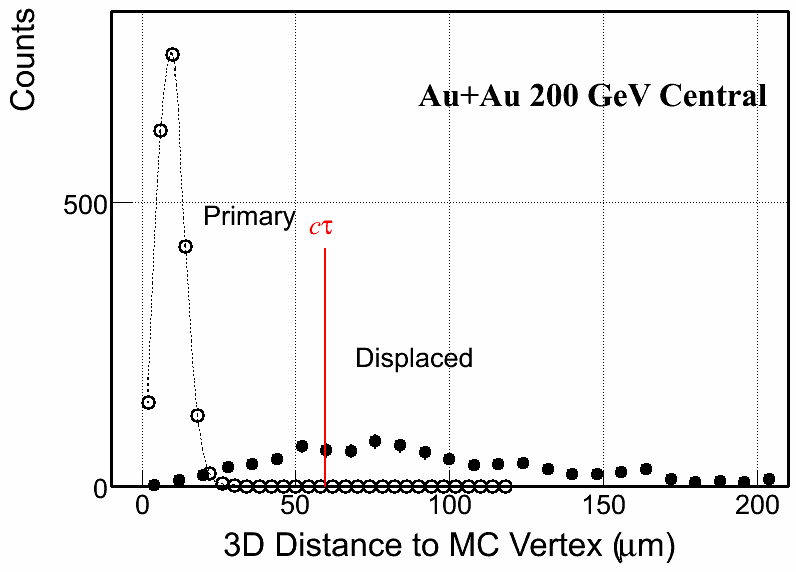 Counts
Au+Au 200 GeV Central
500
Primary
cτ
Displaced
0
0 50 100 150 200
3D Distance to MC Vertex (μm)